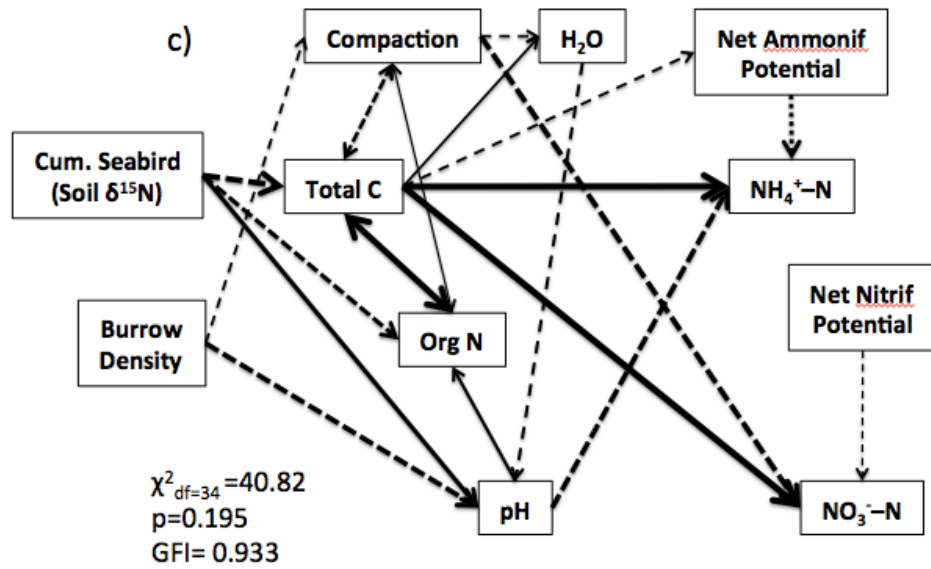 c)
Compaction
H₂O
Net Ammonif
Potential
Cum. Seabird
(Soil δ¹⁵N)
Total C
NH₄⁺–N
Burrow
Density
Org N
Net Nitrif
Potential
χ²df=34 =40.82
p=0.195
GFI= 0.933
pH
NO₃⁻–N